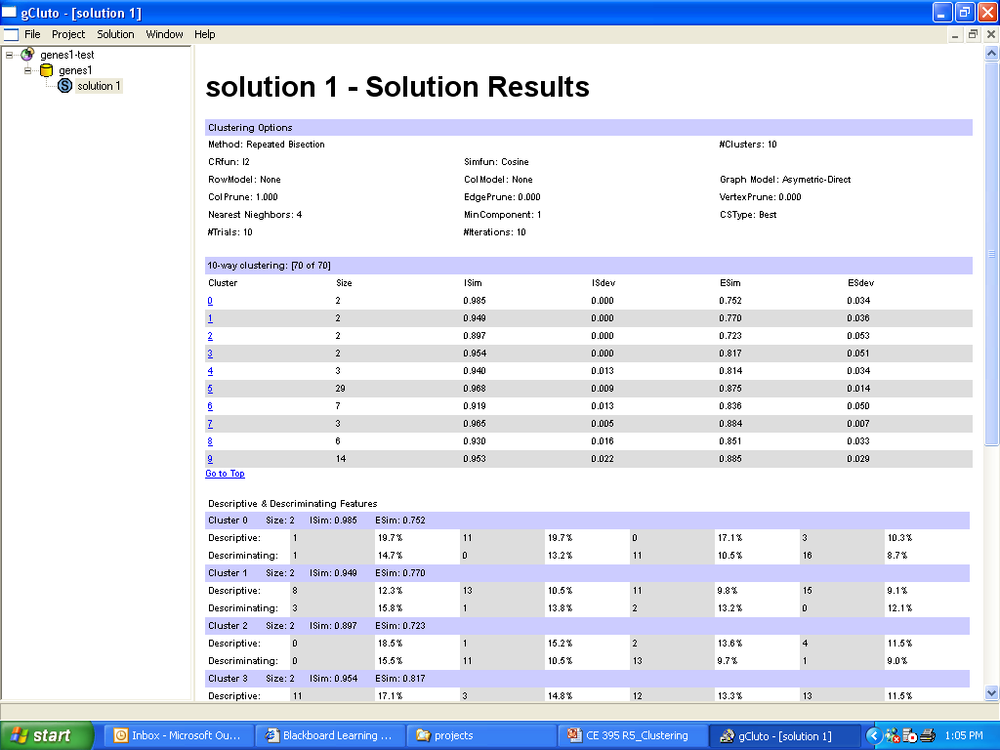 gCluto - [solution 1]
File Project Solution Window Help
genes1-test
genes1
solution 1
solution 1 - Solution Results
Clustering Options
Method: Repeated Bisection #Clusters: 10
CRfun: I2 Simfun: Cosine
RowModel: None ColModel: None Graph Model: Asymetric-Direct
ColPrune: 1.000 EdgePrune: 0.000 VertexPrune: 0.000
Nearest Nieghbors: 4 MinComponent: 1 CSType: Best
#Trials: 10 #Iterations: 10
10-way clustering: [70 of 70]
Cluster Size ISim ISdev ESim ESdev
0 2 0.985 0.000 0.752 0.034
1 2 0.949 0.000 0.770 0.036
2 2 0.897 0.000 0.723 0.053
3 2 0.954 0.000 0.817 0.051
4 3 0.940 0.013 0.814 0.034
5 29 0.968 0.009 0.875 0.014
6 7 0.919 0.013 0.836 0.050
7 3 0.965 0.005 0.884 0.007
8 6 0.930 0.016 0.851 0.033
9 14 0.953 0.022 0.885 0.029
Go to Top
Descriptive & Descriminating Features
Cluster 0 Size: 2 ISim: 0.985 ESim: 0.752
Descriptive: 1 19.7% 11 19.7% 0 17.1% 3 10.3%
Descriminating: 1 14.7% 0 13.2% 11 10.5% 16 8.7%
Cluster 1 Size: 2 ISim: 0.949 ESim: 0.770
Descriptive: 8 12.3% 13 10.5% 11 9.8% 15 9.1%
Descriminating: 3 15.8% 1 13.8% 2 13.2% 0 12.1%
Cluster 2 Size: 2 ISim: 0.897 ESim: 0.723
Descriptive: 0 18.5% 1 15.2% 2 13.6% 4 11.5%
Descriminating: 0 15.5% 11 10.5% 13 9.7% 1 9.0%
Cluster 3 Size: 2 ISim: 0.954 ESim: 0.817
Descriptive: 11 17.1% 3 14.8% 12 13.3% 13 11.5%
start Inbox - Microsoft Ou... Blackboard Learning ... projects CE 395 R5_Clustering gCluto - [solution 1] 1:05 PM